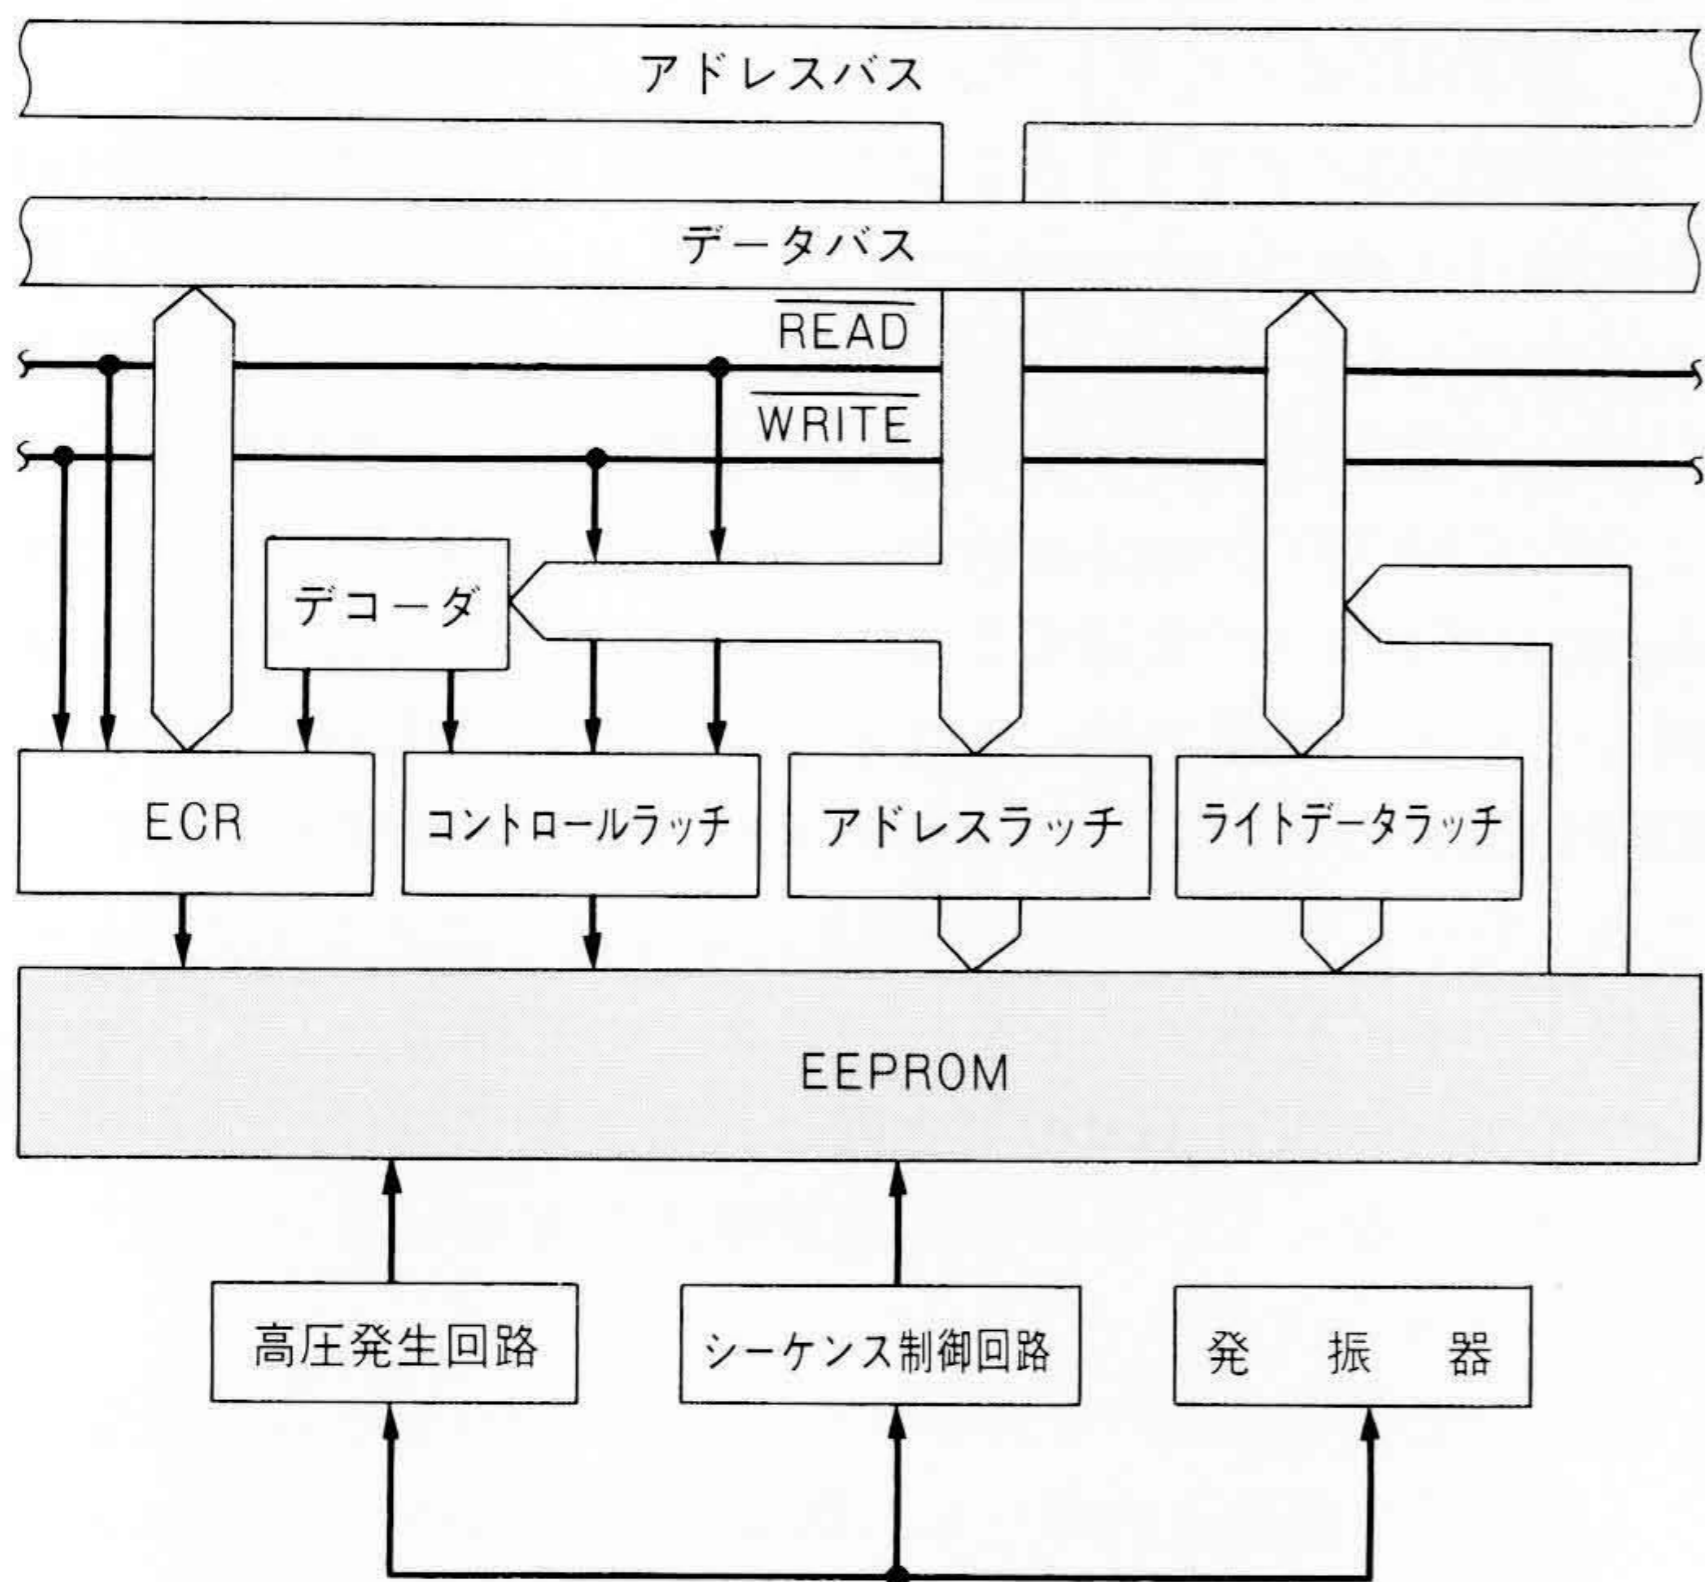 アドレスバス
データバス
READ
WRITE
デコーダ
ECR
コントロールラッチ
アドレスラッチ
ライトデータラッチ
EEPROM
高圧発生回路
シーケンス制御回路
発振器